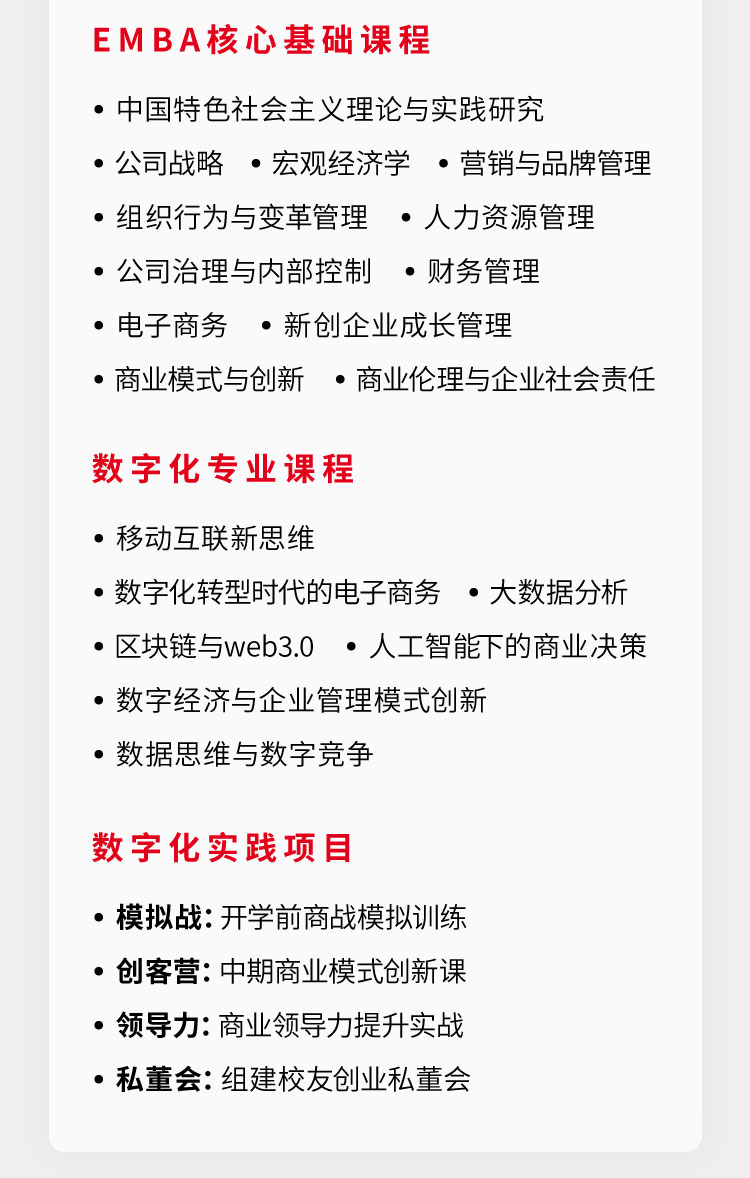 EMBA核心基础课程
• 中国特色社会主义理论与实践研究
• 公司战略 • 宏观经济学 • 营销与品牌管理
• 组织行为与变革管理 • 人力资源管理
• 公司治理与内部控制 • 财务管理
• 电子商务 • 新创企业成长管理
• 商业模式与创新 • 商业伦理与企业社会责任
数字化专业课程
• 移动互联新思维
• 数字化转型时代的电子商务 • 大数据分析
• 区块链与web3.0 • 人工智能下的商业决策
• 数字经济与企业管理模式创新
• 数据思维与数字竞争
数字化实践项目
• 模拟战：开学前商战模拟训练
• 创客营：中期商业模式创新课
• 领导力：商业领导力提升实战
• 私董会：组建校友创业私董会